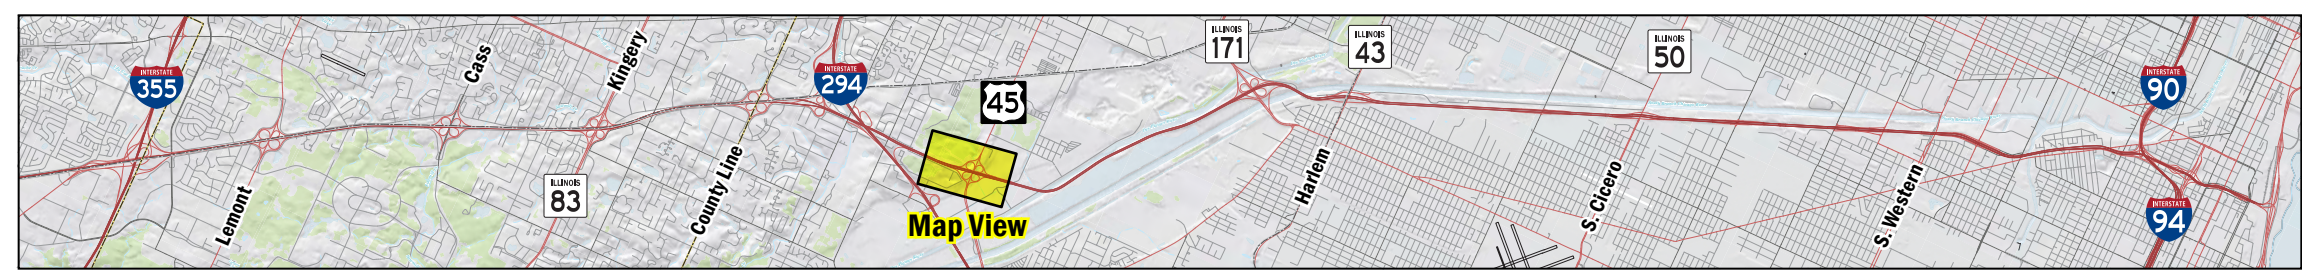 INTERSTATE
355
Lemont
Cass
ILLINOIS
83
Kingery
County Line
INTERSTATE
294
45
Map View
ILLINOIS
171
Harlem
ILLINOIS
43
S. Cicero
ILLINOIS
50
S. Western
INTERSTATE
90
INTERSTATE
94